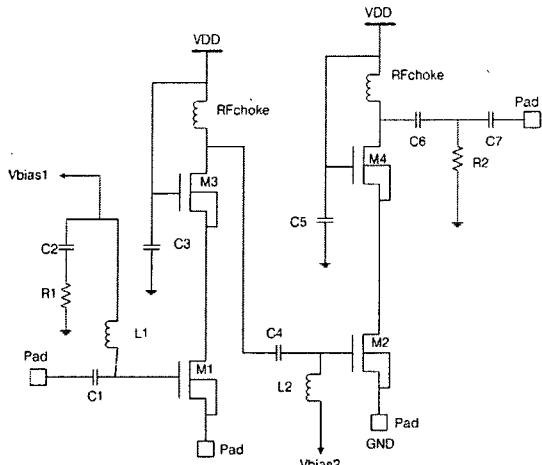 VDD
VDD
RFchoke
RFchoke
Pad
C6
C7
M4
R2
M3
Vbias1
C2
C3
C5
R1
L1
C4
Pad
M1
M2
C1
L2
Pad
Pad
GND
Vbias2